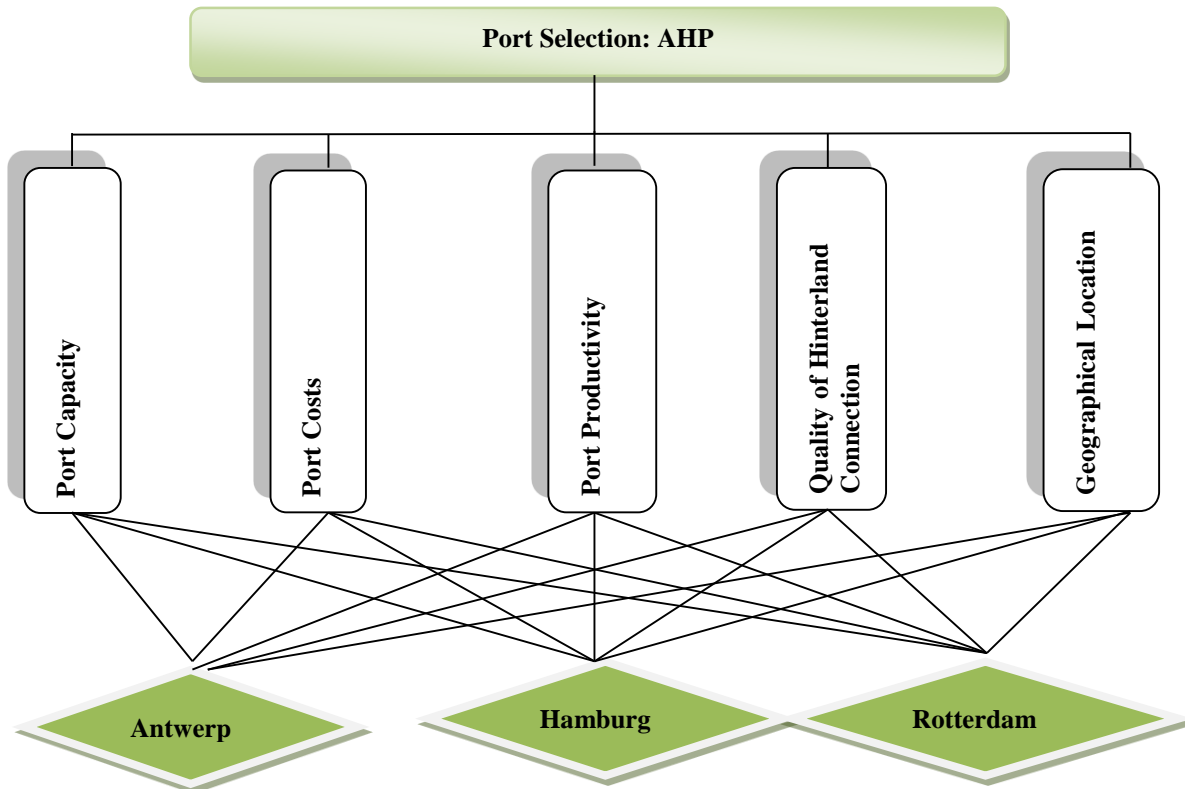 Port Selection: AHP
Port Capacity
Port Costs
Port Productivity
Quality of Hinterland
Connection
Geographical Location
Antwerp
Hamburg
Rotterdam